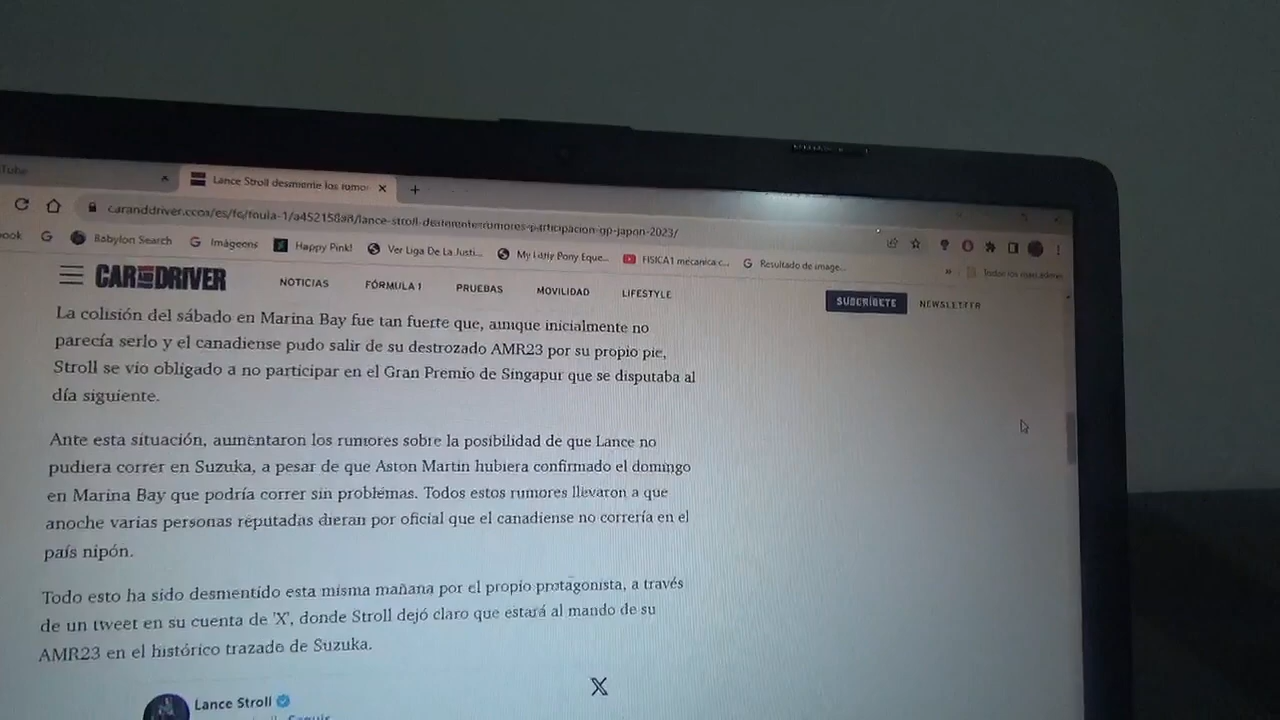 Tube
Lance Stroll desmiente los rumo
caranddriver.com/es/formula-1/a45215898/lance-stroll-desmiente-rumores-participacion-gp-japon-2023/
ook
Babylon Search
Imágeons
Happy Pink!
Ver Liga De La Justi...
My Little Pony Eque...
FISICA1 mecanica c...
Resultado de image...
»
CAR AND DRIVER
NOTICIAS
FÓRMULA 1
PRUEBAS
MOVILIDAD
LIFESTYLE
SUBCRÍBETE
NEWSLETTER
La colisión del sábado en Marina Bay fue tan fuerte que, aunque inicialmente no
parecía serlo y el canadiense pudo salir de su destrozado AMR23 por su propio pie,
Stroll se vio obligado a no participar en el Gran Premio de Singapur que se disputaba al
día siguiente.
Ante esta situación, aumentaron los rumores sobre la posibilidad de que Lance no
pudiera correr en Suzuka, a pesar de que Aston Martin hubiera confirmado el domingo
en Marina Bay que podría correr sin problemas. Todos estos rumores llevaron a que
anoche varias personas reputadas dieran por oficial que el canadiense no correría en el
país nipón.
Todo esto ha sido desmentido esta misma mañana por el propio protagonista, a través
de un tweet en su cuenta de 'X', donde Stroll dejó claro que estará al mando de su
AMR23 en el histórico trazado de Suzuka.
Lance Stroll
Seguir